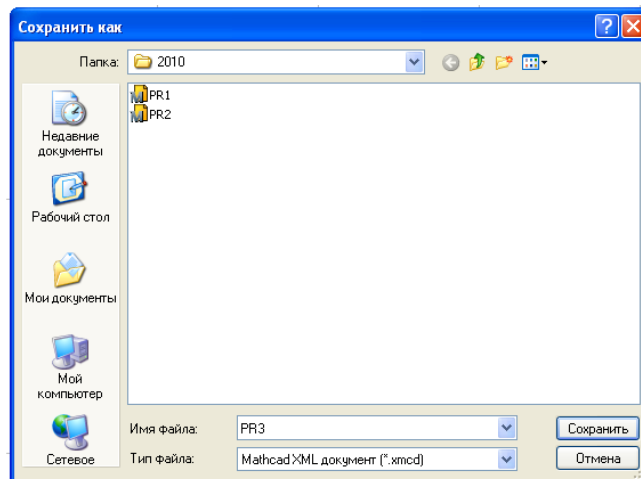 Сохранить как
Папка: 2010
PR1
PR2
Недавние
документы
Рабочий стол
Мои документы
Мой
компьютер
Сетевое
Имя файла: PR3 Сохранить
Тип файла: Mathcad XML документ (*.xmcd) Отмена